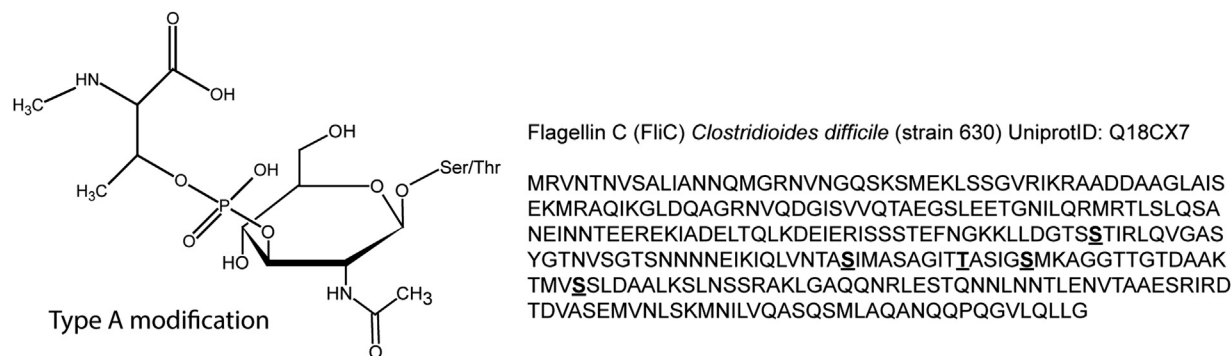 O
HN
OH
H₃C
H₃C
O
P
OH
O
O
OH
HO
O
O
Ser/Thr
HN
CH₃
O
Type A modification
Flagellin C (FliC) Clostridioides difficile (strain 630) UniprotID: Q18CX7
MRVNTNVSALIANNQMGRNVNGQSKSMEKLSSGVRIKRAADDAAGLAIS
EKMRAQIKGLDQAGRNVQDGISVVQTAEGSLEETGNILQRMRTLSLQSA
NEINNTEEREKIADELTQLKDEIERISSSTEFNGKKLLDGTSSTIRLQVGAS
YGTNVSGTSNNNNEIKIQLVNTASIMASAGITTASIGSMKAGGTTGTDAAK
TMVSSLDAALKSLNSSRAKLGAQQNRLESTQNNLNNTLENVTAAESRIRD
TDVASEMVNLSKMNILVQASQSMLAQANQQPQGVLQLLG